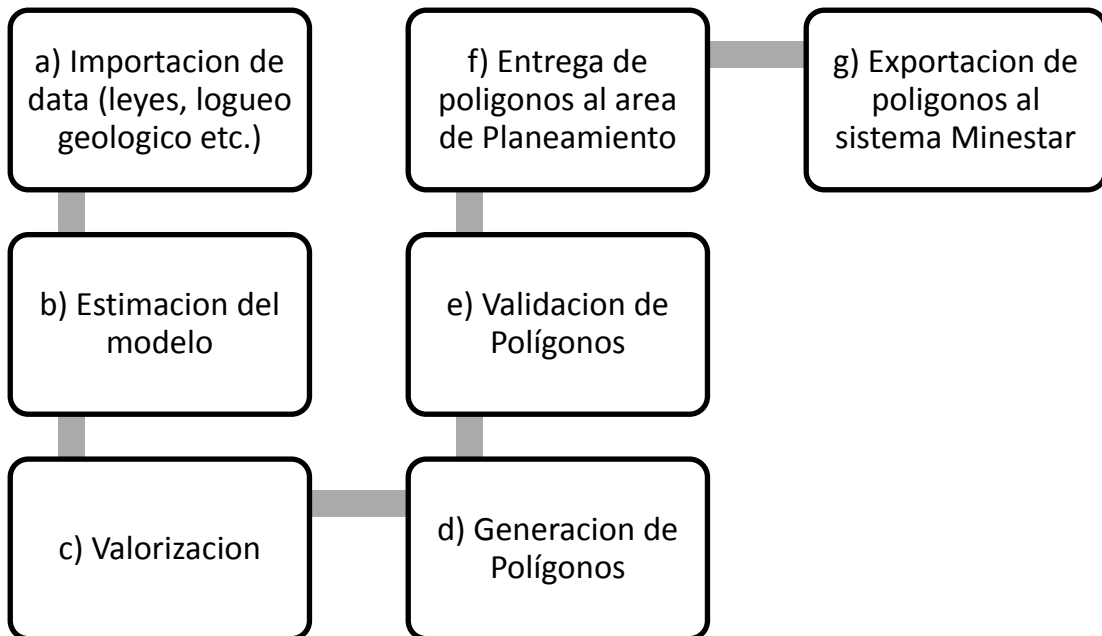 a) Importacion de
data (leyes, logueo
geologico etc.)
b) Estimacion del
modelo
c) Valorizacion
d) Generacion de
Polígonos
e) Validacion de
Polígonos
f) Entrega de
poligonos al area
de Planeamiento
g) Exportacion de
poligonos al
sistema Minestar